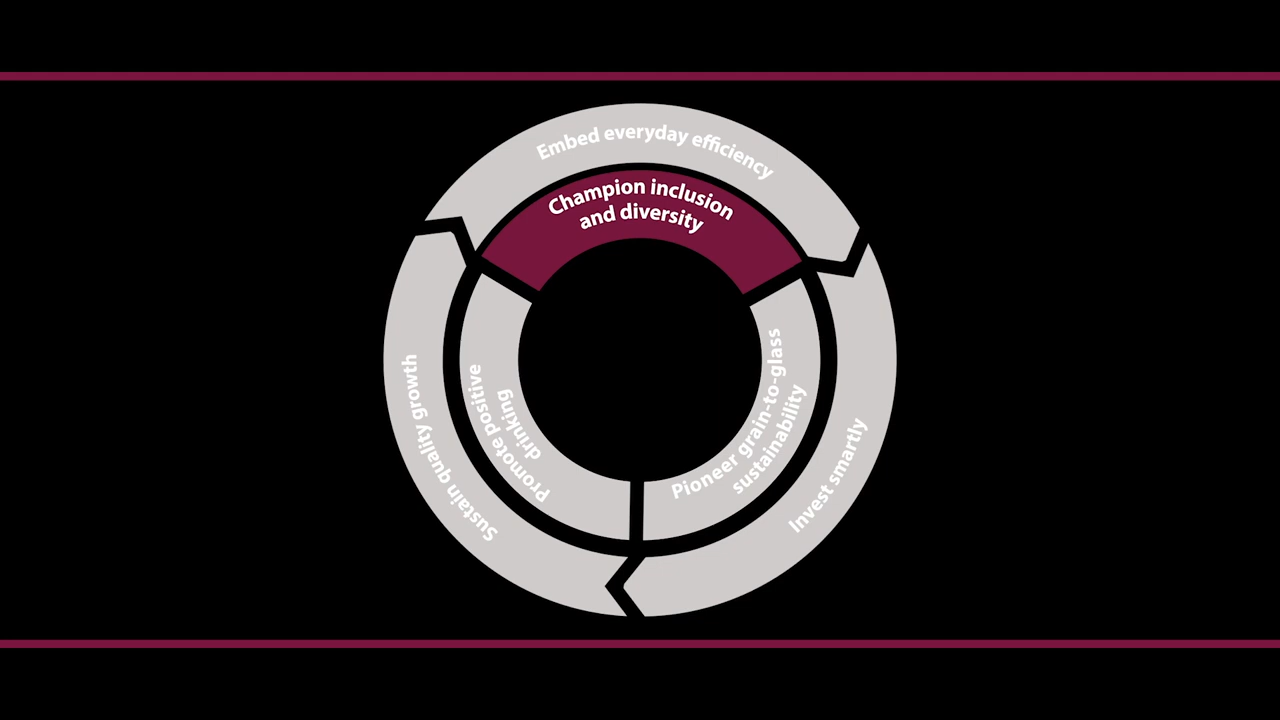 Embed everyday efficiency
Champion inclusion
and diversity
Sustain quality growth
Promote positive
drinking
Pioneer grain-to-glass
sustainability
Invest smartly